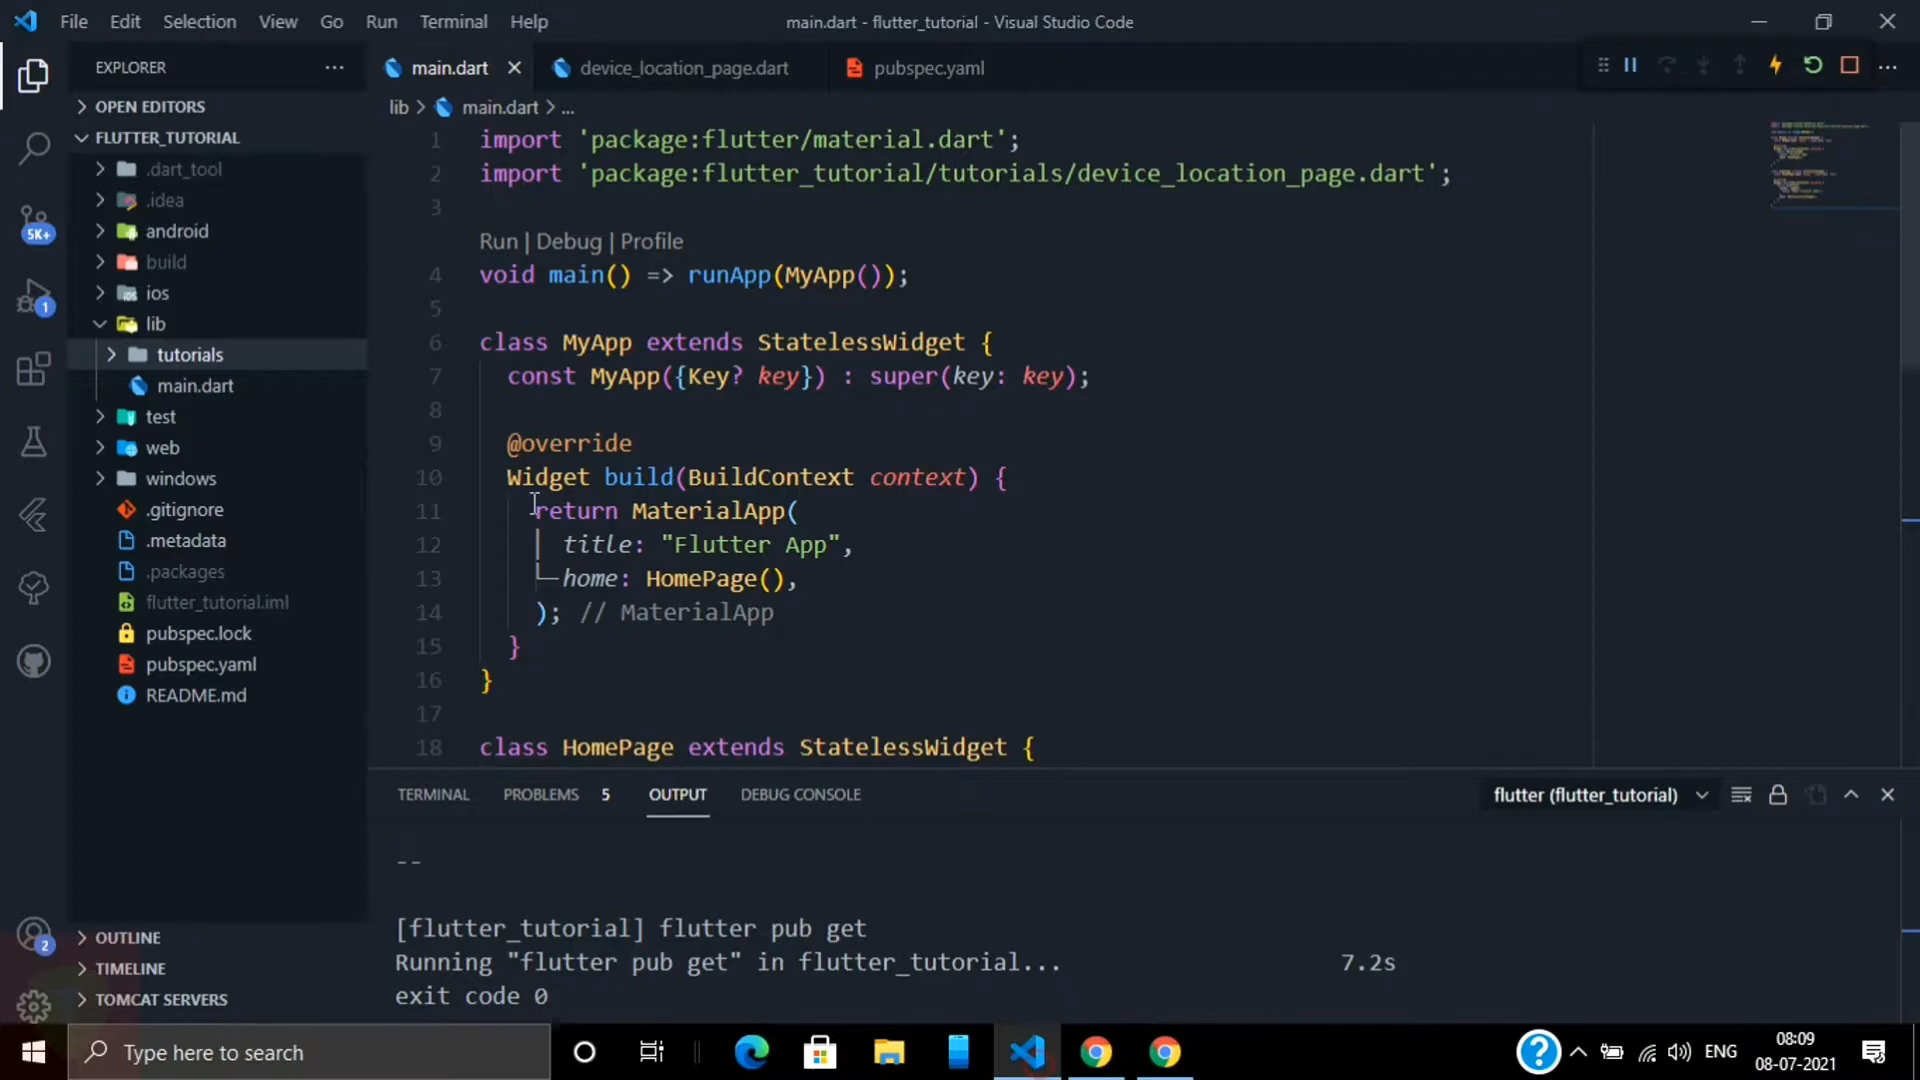 File Edit Selection View Go Run Terminal Help
main.dart - flutter_tutorial - Visual Studio Code
EXPLORER
OPEN EDITORS
FLUTTER_TUTORIAL
.dart_tool
.idea
android
build
ios
lib
tutorials
main.dart
test
web
windows
.gitignore
.metadata
.packages
flutter_tutorial.iml
pubspec.lock
pubspec.yaml
README.md
OUTLINE
TIMELINE
TOMCAT SERVERS
5K+
1
2
main.dart device_location_page.dart pubspec.yaml
lib > main.dart > ...
1 import 'package:flutter/material.dart';
2 import 'package:flutter_tutorial/tutorials/device_location_page.dart';
3
Run | Debug | Profile
4 void main() => runApp(MyApp());
5
6 class MyApp extends StatelessWidget {
7 const MyApp({Key? key}) : super(key: key);
8
9 @override
10 Widget build(BuildContext context) {
11 return MaterialApp(
12 title: "Flutter App",
13 home: HomePage(),
14 ); // MaterialApp
15 }
16 }
17
18 class HomePage extends StatelessWidget {
TERMINAL PROBLEMS 5 OUTPUT DEBUG CONSOLE flutter (flutter_tutorial)
--
[flutter_tutorial] flutter pub get
Running "flutter pub get" in flutter_tutorial... 7.2s
exit code 0
Type here to search
ENG
08:09
08-07-2021